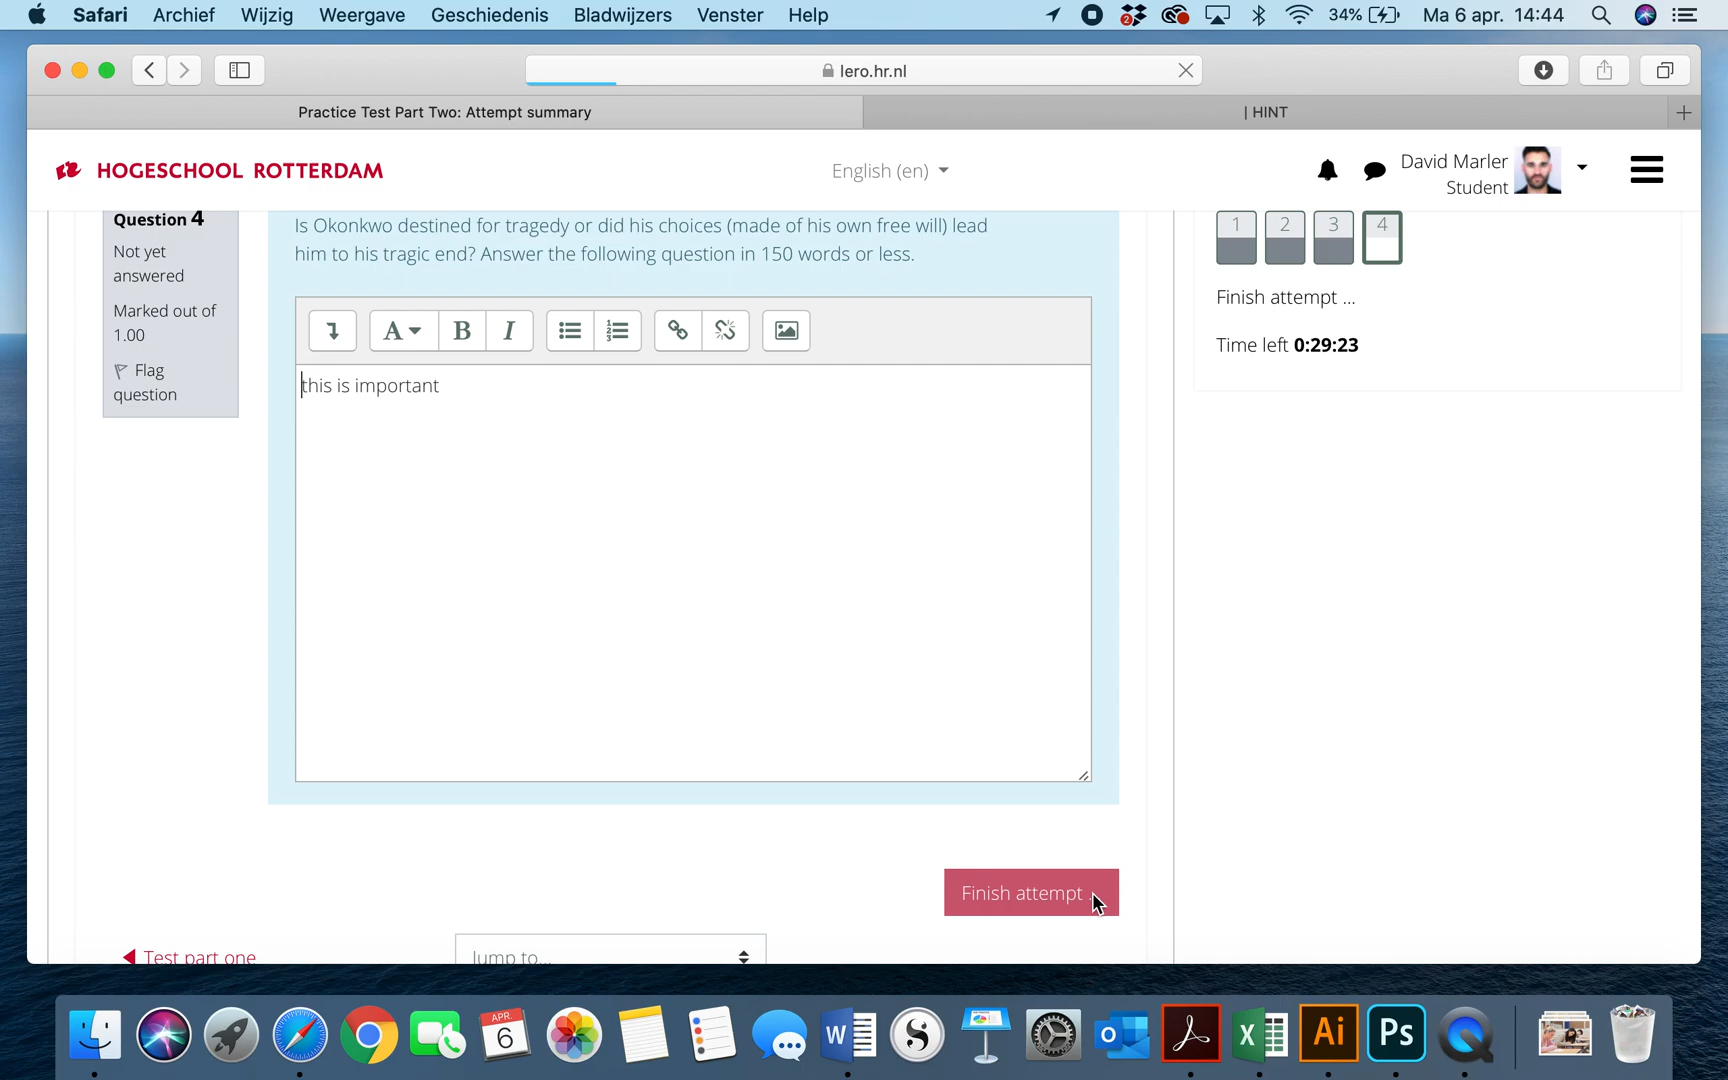 Safari Archief Wijzig Weergave Geschiedenis Bladwijzers Venster Help 2 34% Ma 6 apr. 14:44
lero.hr.nl
Practice Test Part Two: Attempt summary | HINT
HOGESCHOOL ROTTERDAM English (en) David Marler
Student
Question 4
Not yet
answered
Marked out of
1.00
Flag
question
Is Okonkwo destined for tragedy or did his choices (made of his own free will) lead
him to his tragic end? Answer the following question in 150 words or less.
A B I
this is important
1 2 3 4
Finish attempt ...
Time left 0:29:23
Finish attempt .
Test part one Jump to...
APR
6
W S O X Ai Ps